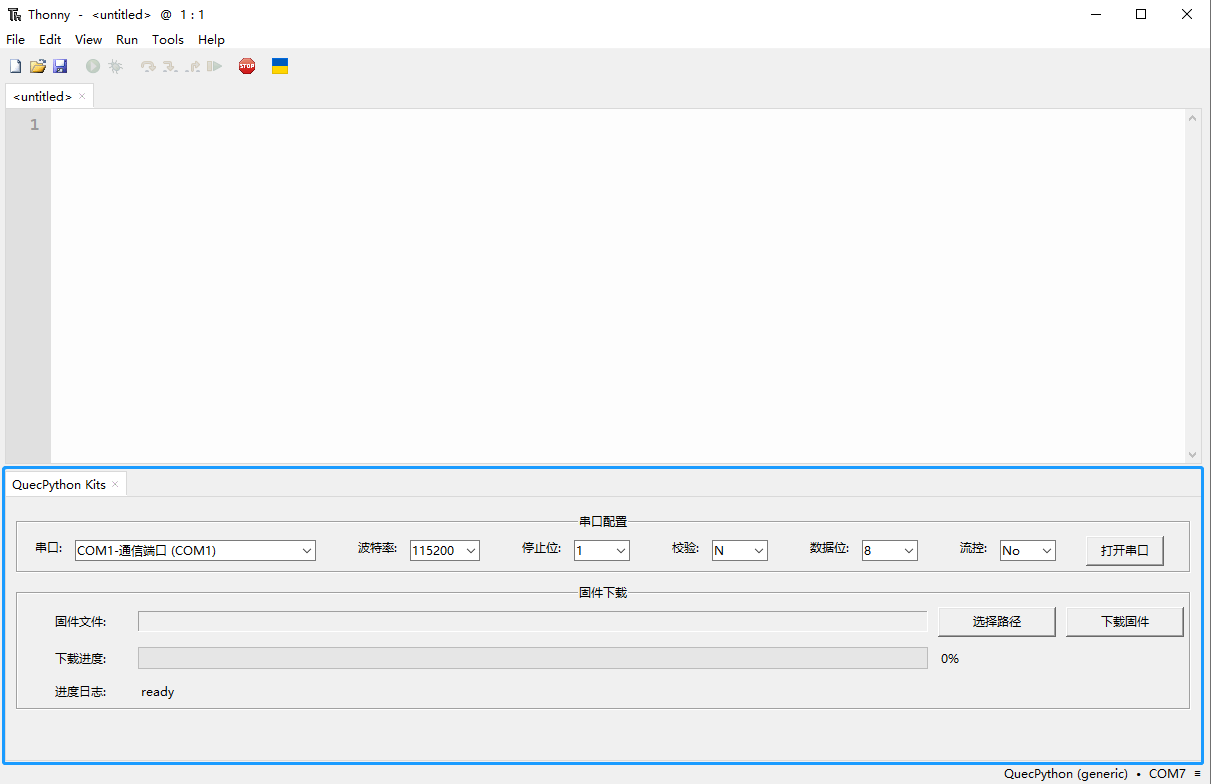 Thonny - <untitled> @ 1 : 1
File Edit View Run Tools Help
STOP
<untitled>
1
QuecPython Kits
串口配置
串口: COM1-通信端口 (COM1) 波特率: 115200 停止位: 1 校验: N 数据位: 8 流控: No 打开串口
固件下载
固件文件: 选择路径 下载固件
下载进度: 0%
进度日志: ready
QuecPython (generic) • COM7 ≡